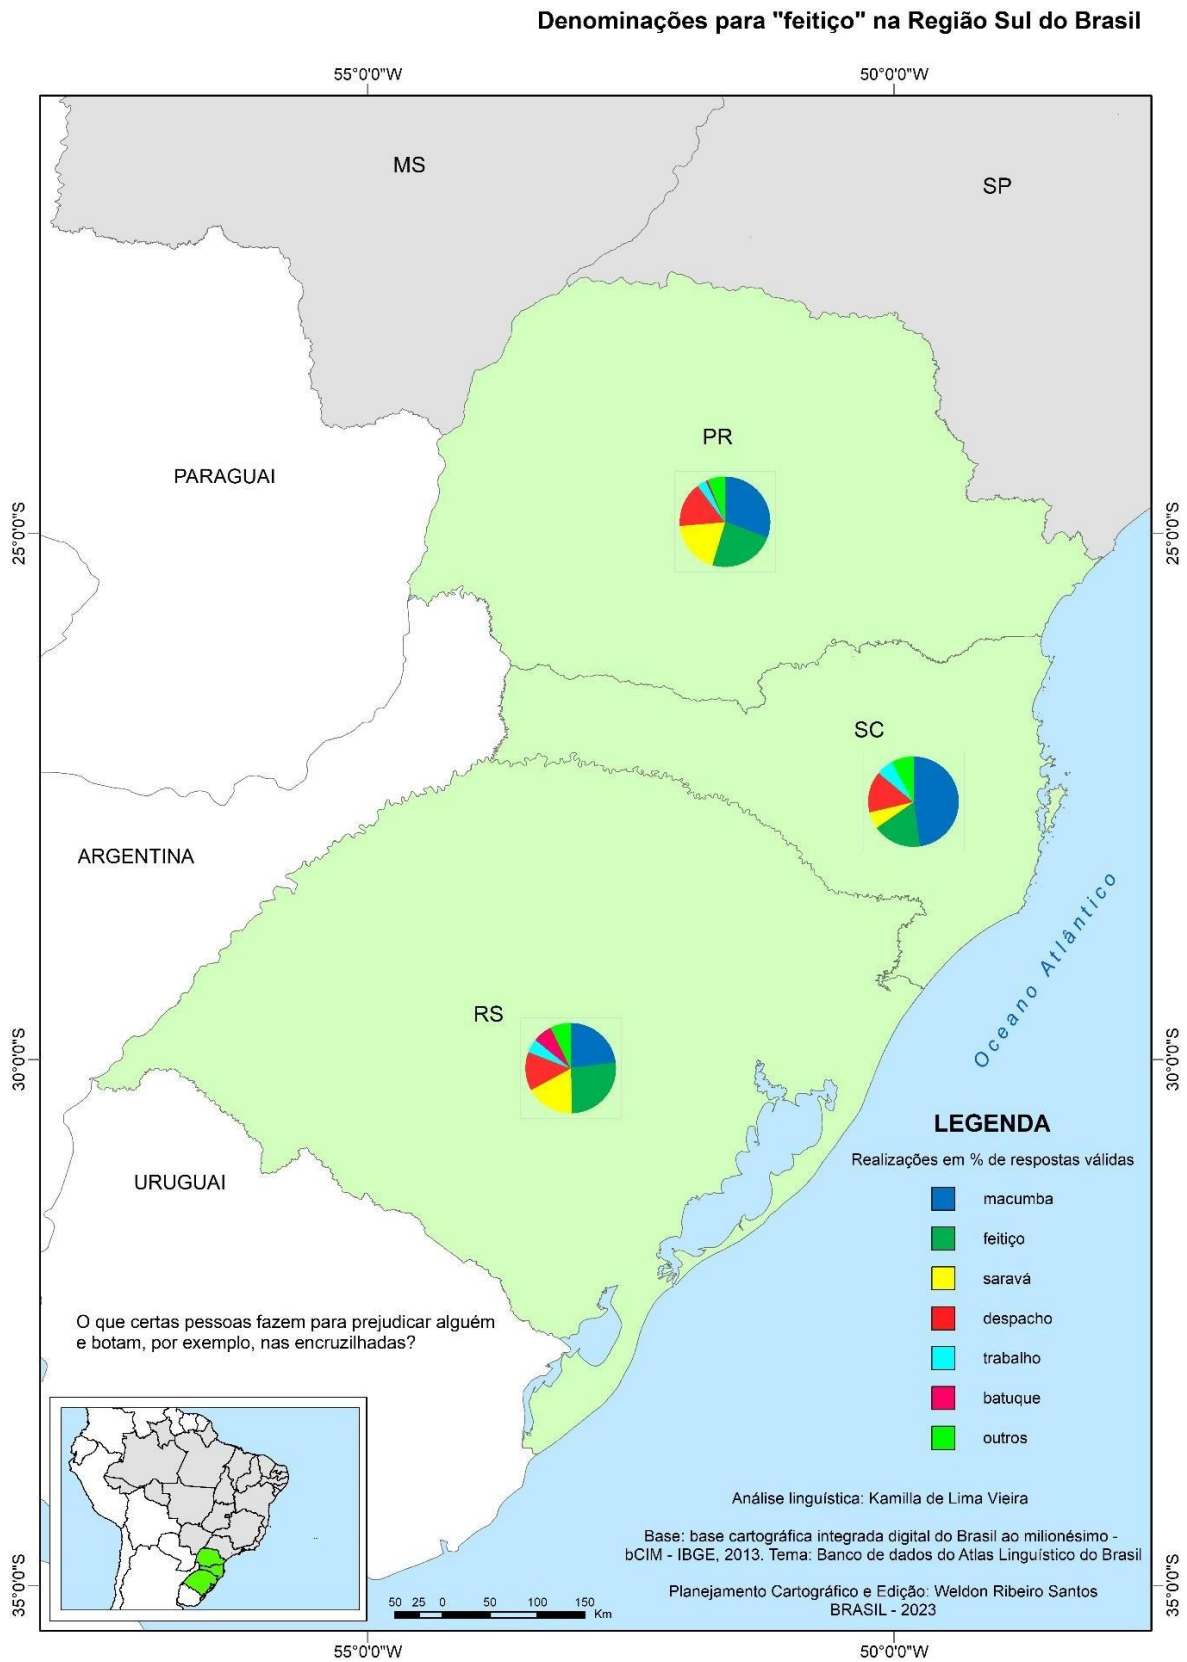 Denominações para "feitiço" na Região Sul do Brasil
55°0'0"W
50°0'0"W
MS
SP
PR
PARAGUAI
25°0'0"S
25°0'0"S
SC
ARGENTINA
Oceano Atlântico
RS
30°0'0"S
30°0'0"S
URUGUAI
LEGENDA
Realizações em % de respostas válidas
macumba
feitiço
saravá
despacho
trabalho
batuque
outros
O que certas pessoas fazem para prejudicar alguém
e botam, por exemplo, nas encruzilhadas?
Análise linguística: Kamilla de Lima Vieira
Base: base cartográfica integrada digital do Brasil ao milionésimo -
bCIM - IBGE, 2013. Tema: Banco de dados do Atlas Linguístico do Brasil
Planejamento Cartográfico e Edição: Weldon Ribeiro Santos
BRASIL - 2023
35°0'0"S
35°0'0"S
50 25 0 50 100 150
Km
55°0'0"W
50°0'0"W